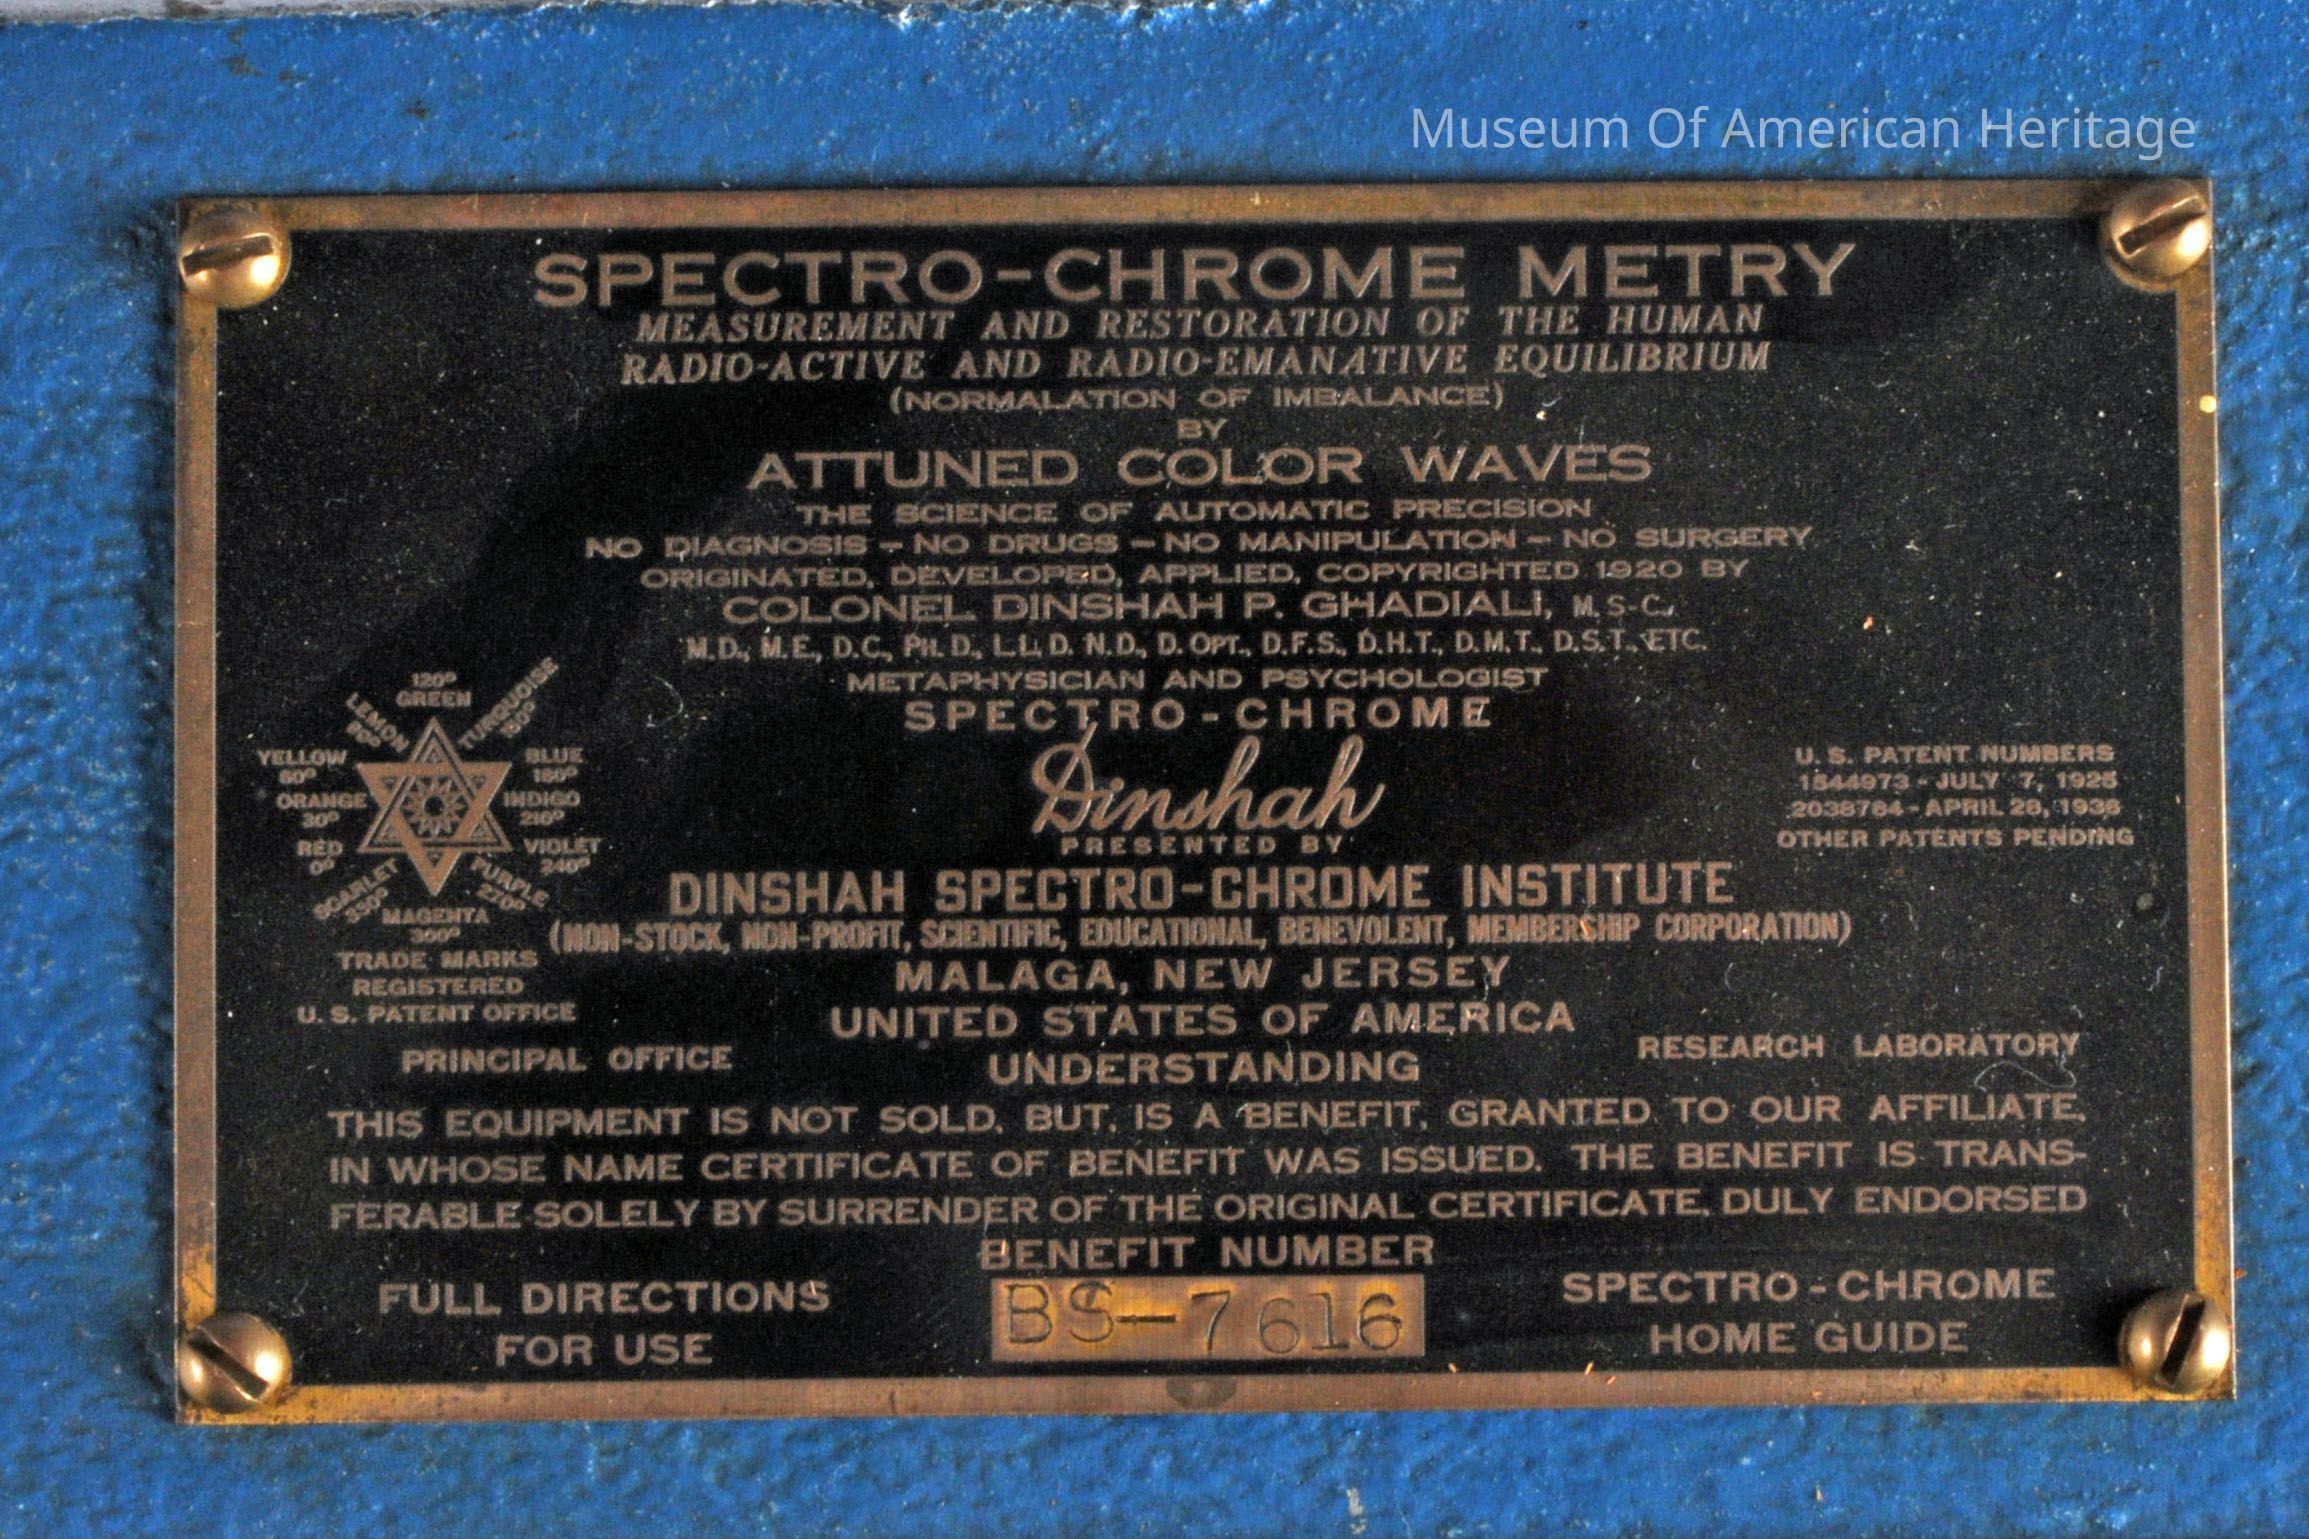 Museum Of American Heritage
SPECTRO-CHROME METRY
MEASUREMENT AND RESTORATION OF THE HUMAN
RADIO-ACTIVE AND RADIO-EMANATIVE EQUILIBRIUM
(NORMALATION OF IMBALANCE)
BY
ATTUNED COLOR WAVES
THE SCIENCE OF AUTOMATIC PRECISION
NO DIAGNOSIS - NO DRUGS - NO MANIPULATION - NO SURGERY
ORIGINATED, DEVELOPED, APPLIED, COPYRIGHTED 1920 BY
COLONEL DINSHAH P. GHADIALI, M. S-C.,
M.D., M.E., D.C., PH. D., L.L. D. N.D., D. OPT., D.F.S., D.H.T., D.M.T., D.S.T., ETC.
METAPHYSICIAN AND PSYCHOLOGIST
SPECTRO-CHROME
Dinshah
PRESENTED BY
DINSHAH SPECTRO-CHROME INSTITUTE
(NON-STOCK, NON-PROFIT, SCIENTIFIC, EDUCATIONAL, BENEVOLENT, MEMBERSHIP CORPORATION)
MALAGA, NEW JERSEY
UNITED STATES OF AMERICA
120°
GREEN
LEMON
90°
TURQUOISE
150°
YELLOW
60°
BLUE
180°
ORANGE
30°
INDIGO
210°
RED
0°
VIOLET
240°
SCARLET
330°
PURPLE
270°
MAGENTA
300°
TRADE MARKS
REGISTERED
U. S. PATENT OFFICE
U. S. PATENT NUMBERS
1544973 - JULY 7, 1925
2038784 - APRIL 28, 1936
OTHER PATENTS PENDING
PRINCIPAL OFFICE
UNDERSTANDING
RESEARCH LABORATORY
THIS EQUIPMENT IS NOT SOLD, BUT, IS A BENEFIT, GRANTED TO OUR AFFILIATE,
IN WHOSE NAME CERTIFICATE OF BENEFIT WAS ISSUED. THE BENEFIT IS TRANS-
FERABLE SOLELY BY SURRENDER OF THE ORIGINAL CERTIFICATE, DULY ENDORSED
BENEFIT NUMBER
BS-7616
FULL DIRECTIONS
FOR USE
SPECTRO-CHROME
HOME GUIDE